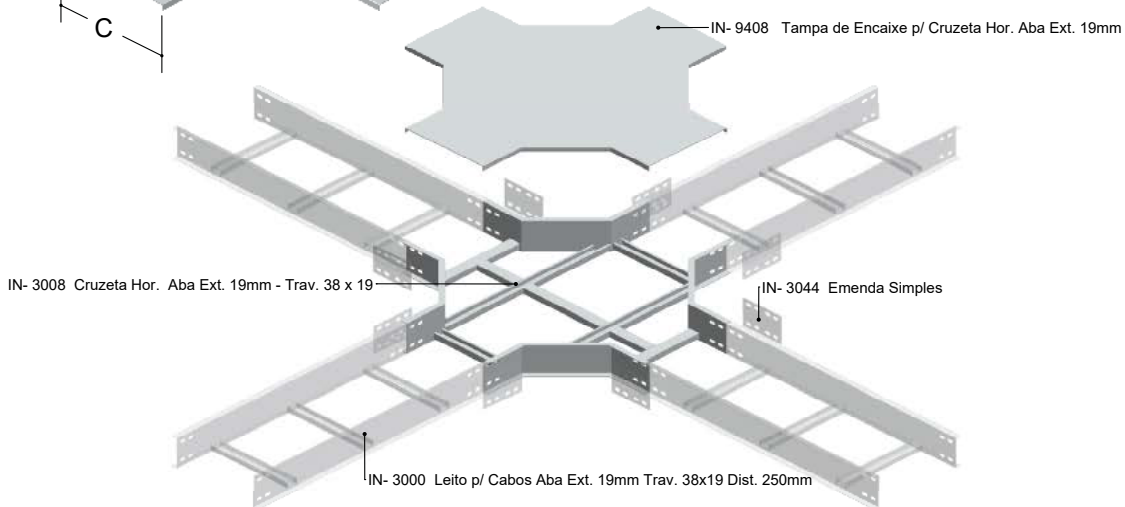 C
IN- 9408 Tampa de Encaixe p/ Cruzeta Hor. Aba Ext. 19mm
IN- 3008 Cruzeta Hor. Aba Ext. 19mm - Trav. 38 x 19
IN- 3044 Emenda Simples
IN- 3000 Leito p/ Cabos Aba Ext. 19mm Trav. 38x19 Dist. 250mm